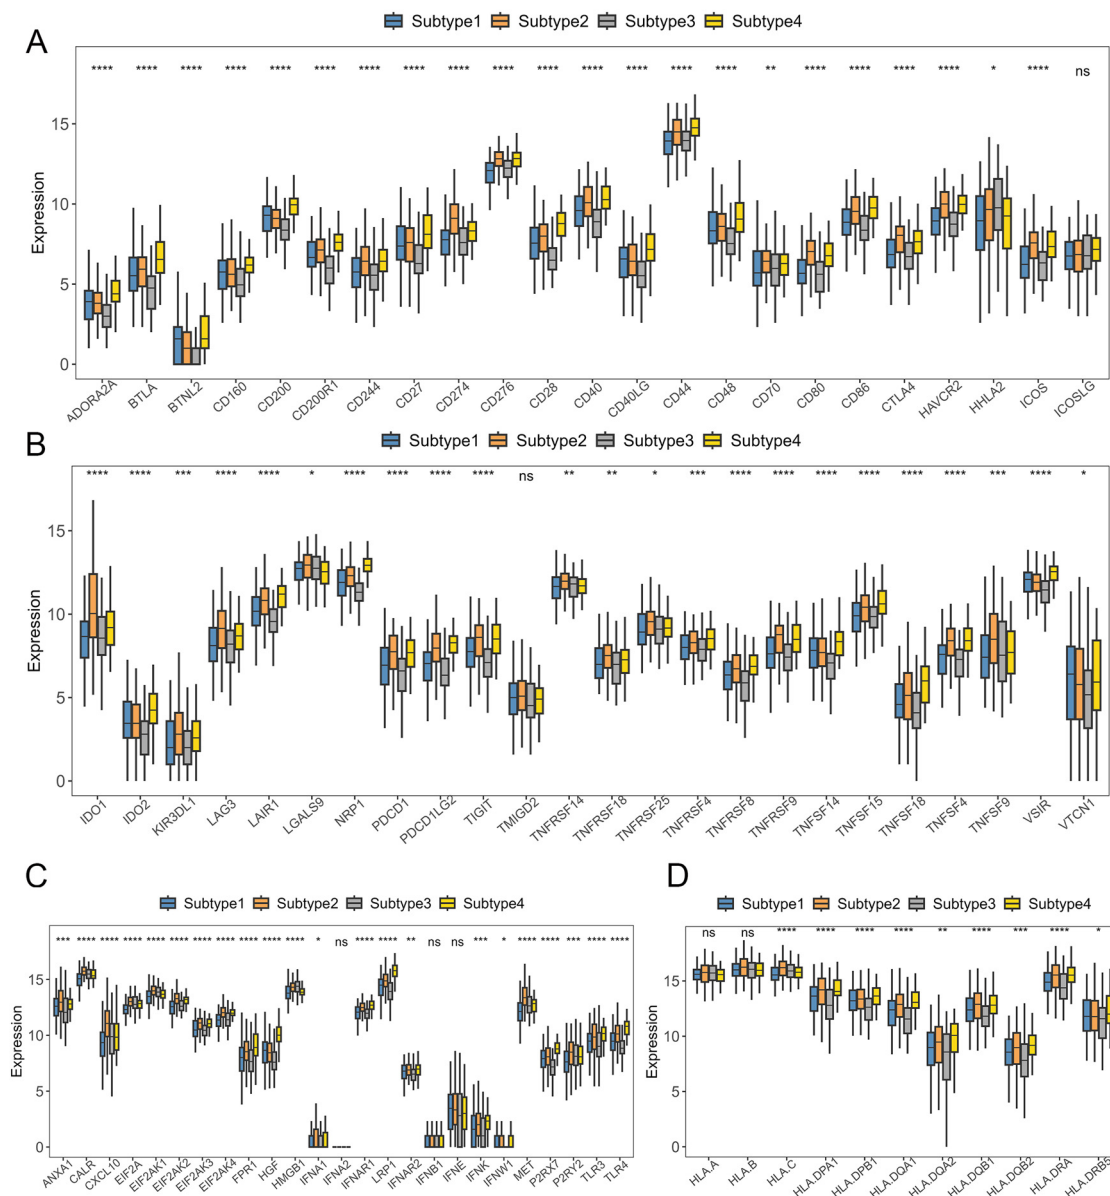 Subtype1 Subtype2 Subtype3 Subtype4
A
**** **** **** **** **** **** **** **** **** **** **** **** **** **** **** ** **** **** **** **** * **** ns
Expression
15
10
5
0
ADORA2A BTLA BTNL2 CD160 CD200 CD200R1 CD244 CD27 CD274 CD276 CD28 CD40 CD40LG CD44 CD48 CD70 CD80 CD86 CTLA4 HAVCR2 HHLA2 ICOS ICOSLG
B
Subtype1 Subtype2 Subtype3 Subtype4
**** **** *** **** **** * **** **** **** **** ns ** ** * *** **** **** **** **** **** **** *** **** *
Expression
15
10
5
0
IDO1 IDO2 KIR3DL1 LAG3 LAIR1 LGALS9 NRP1 PDCD1 PDCD1LG2 TIGIT TMIGD2 TNFRSF14 TNFRSF18 TNFRSF25 TNFRSF4 TNFRSF8 TNFRSF9 TNFSF14 TNFSF15 TNFSF18 TNFSF4 TNFSF9 VSIR VTCN1
C
Subtype1 Subtype2 Subtype3 Subtype4
*** **** **** **** **** **** **** **** **** **** **** * ns **** **** ** ns ns *** * **** **** *** **** ****
Expression
15
10
5
0
ANXA1 CALR CXCL10 EIF2A EIF2AK1 EIF2AK2 EIF2AK3 EIF2AK4 FPR1 HGF HMGB1 IFNA1 IFNA2 IFNAR1 LRP1 IFNAR2 IFNB1 IFNE IFNK IFNW1 MET P2RX7 P2RY2 TLR3 TLR4
D
Subtype1 Subtype2 Subtype3 Subtype4
ns ns **** **** **** **** ** **** *** **** *
Expression
15
10
5
0
HLA.A HLA.B HLA.C HLA.DPA1 HLA.DPB1 HLA.DQA1 HLA.DQA2 HLA.DQB1 HLA.DQB2 HLA.DRA HLA.DRB5